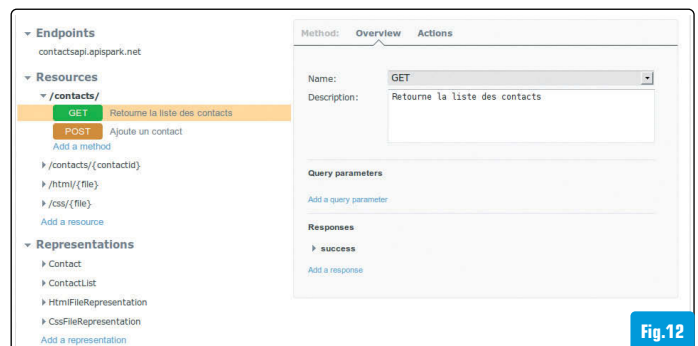 Endpoints
contactsapi.apispark.net
Resources
/contacts/
GET Retourne la liste des contacts
POST Ajoute un contact
Add a method
/contacts/{contactid}
/html/{file}
/css/{file}
Add a resource
Representations
Contact
ContactList
HtmlFileRepresentation
CssFileRepresentation
Add a representation
Method: Overview Actions
Name: GET
Description: Retourne la liste des contacts
Query parameters
Add a query parameter
Responses
success
Add a response
Fig.12